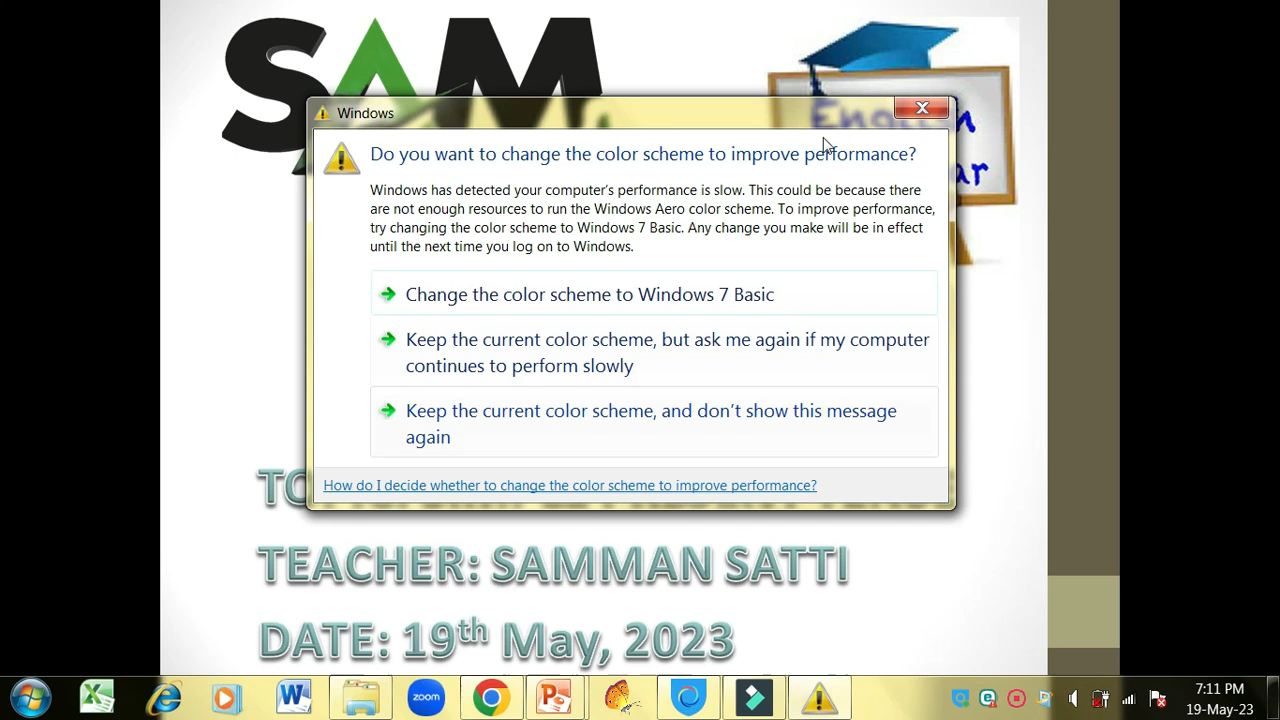 SAM
English
Windows
Do you want to change the color scheme to improve performance?
Windows has detected your computer's performance is slow. This could be because there
are not enough resources to run the Windows Aero color scheme. To improve performance,
try changing the color scheme to Windows 7 Basic. Any change you make will be in effect
until the next time you log on to Windows.
Change the color scheme to Windows 7 Basic
Keep the current color scheme, but ask me again if my computer
continues to perform slowly
Keep the current color scheme, and don't show this message
again
How do I decide whether to change the color scheme to improve performance?
TEACHER: SAMMAN SATTI
DATE: 19th May, 2023
zoom
7:11 PM
19-May-23